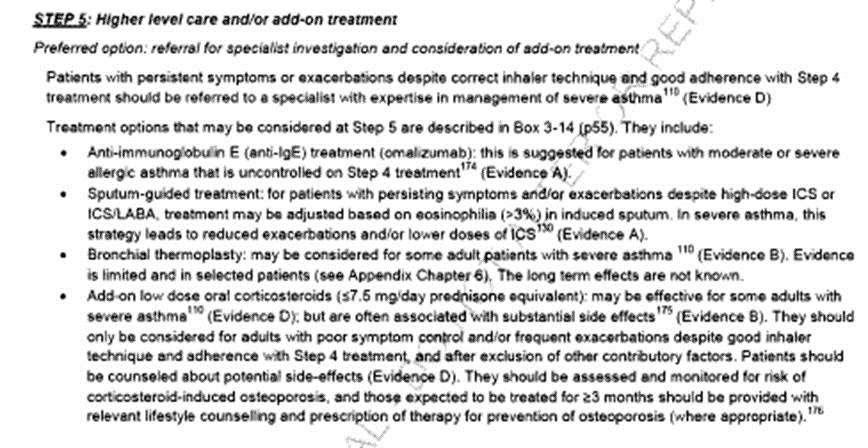 STEP 5: Higher level care and/or add-on treatment
Preferred option: referral for specialist investigation and consideration of add-on treatment
Patients with persistent symptoms or exacerbations despite correct inhaler technique and good adherence with Step 4
treatment should be referred to a specialist with expertise in management of severe asthma110 (Evidence D)
Treatment options that may be considered at Step 5 are described in Box 3-14 (p55). They include:
• Anti-immunoglobulin E (anti-IgE) treatment (omalizumab): this is suggested for patients with moderate or severe
allergic asthma that is uncontrolled on Step 4 treatment174 (Evidence A).
• Sputum-guided treatment: for patients with persisting symptoms and/or exacerbations despite high-dose ICS or
ICS/LABA, treatment may be adjusted based on eosinophilia (>3%) in induced sputum. In severe asthma, this
strategy leads to reduced exacerbations and/or lower doses of ICS130 (Evidence A).
• Bronchial thermoplasty: may be considered for some adult patients with severe asthma 110 (Evidence B). Evidence
is limited and in selected patients (see Appendix Chapter 6). The long term effects are not known.
• Add-on low dose oral corticosteroids (≤7.5 mg/day prednisone equivalent): may be effective for some adults with
severe asthma110 (Evidence D); but are often associated with substantial side effects175 (Evidence B). They should
only be considered for adults with poor symptom control and/or frequent exacerbations despite good inhaler
technique and adherence with Step 4 treatment, and after exclusion of other contributory factors. Patients should
be counseled about potential side-effects (Evidence D). They should be assessed and monitored for risk of
corticosteroid-induced osteoporosis, and those expected to be treated for ≥3 months should be provided with
relevant lifestyle counselling and prescription of therapy for prevention of osteoporosis (where appropriate).176